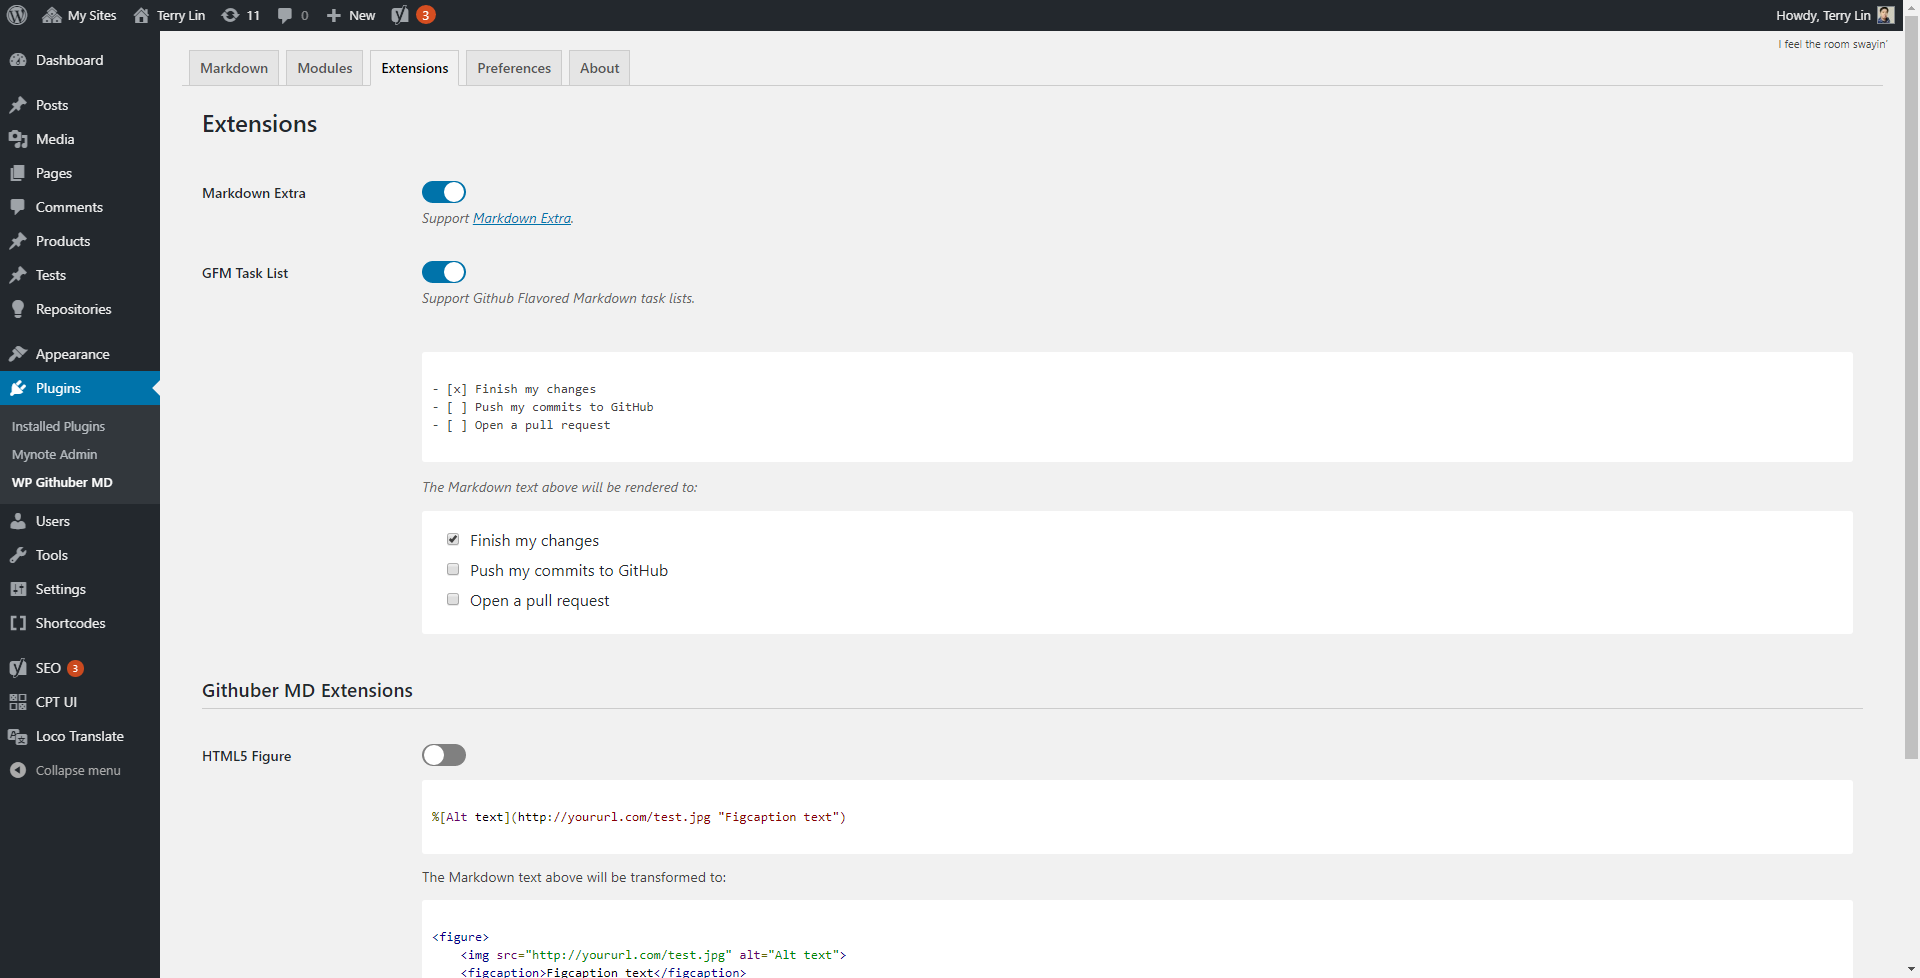 My Sites Terry Lin 11 0 New 3 Howdy, Terry Lin
I feel the room swayin'
Dashboard
Posts
Media
Pages
Comments
Products
Tests
Repositories
Appearance
Plugins
Installed Plugins
Mynote Admin
WP Githuber MD
Users
Tools
Settings
Shortcodes
SEO 3
CPT UI
Loco Translate
Collapse menu
Markdown Modules Extensions Preferences About
Extensions
Markdown Extra
Support Markdown Extra.
GFM Task List
Support Github Flavored Markdown task lists.
- [x] Finish my changes
- [ ] Push my commits to GitHub
- [ ] Open a pull request
The Markdown text above will be rendered to:
Finish my changes
Push my commits to GitHub
Open a pull request
Githuber MD Extensions
HTML5 Figure
%[Alt text](http://yoururl.com/test.jpg "Figcaption text")
The Markdown text above will be transformed to:
<figure>
<img src="http://yoururl.com/test.jpg" alt="Alt text">
<figcaption>Figcaption text</figcaption>